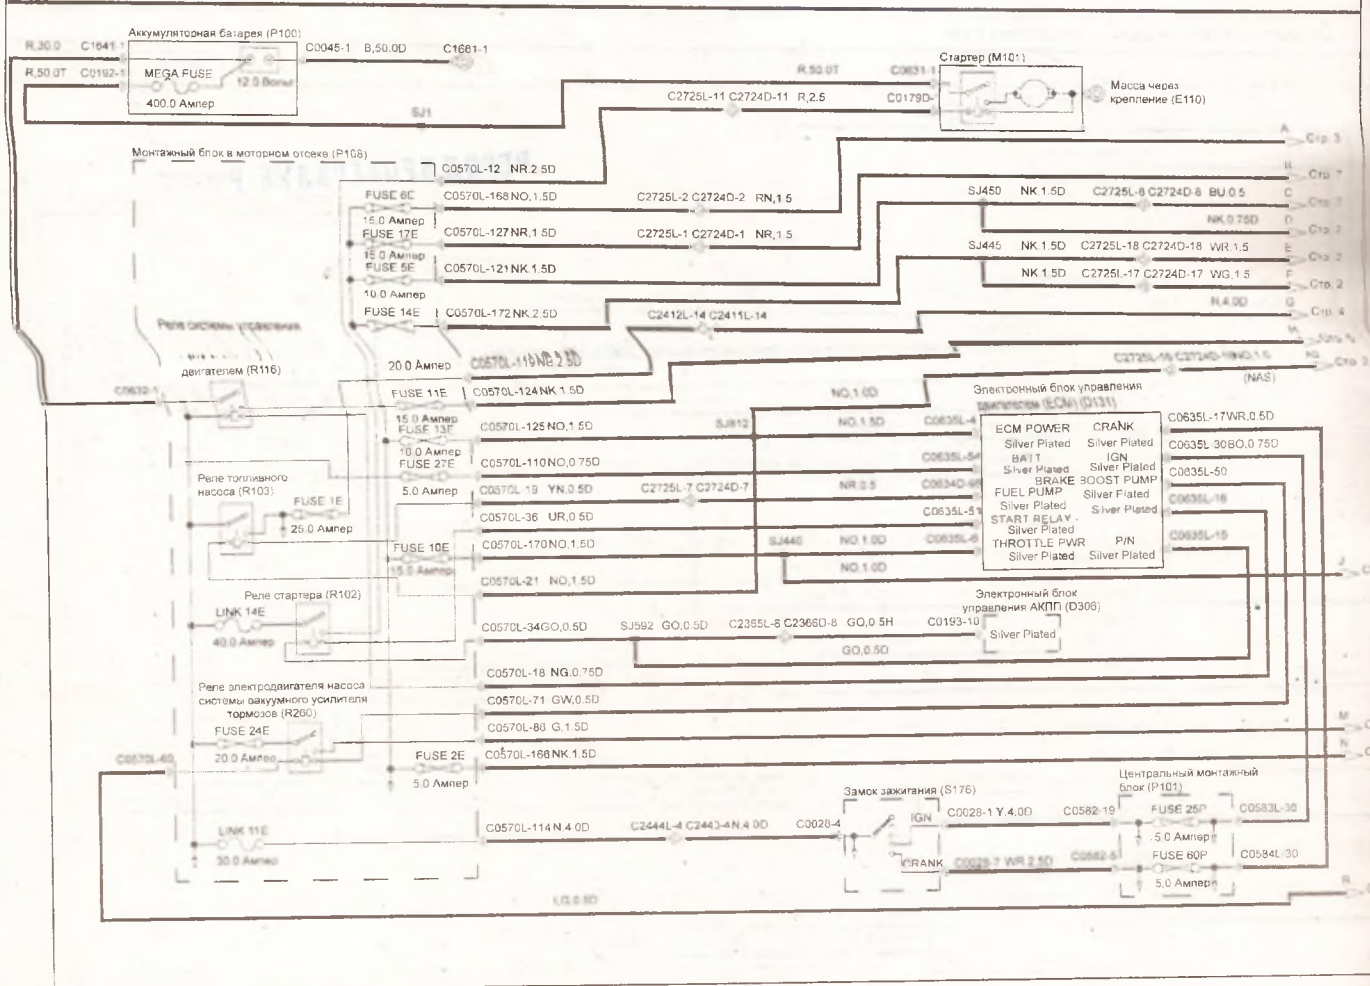 Аккумуляторная батарея (P100)
R,30.0 C1641-1
C0045-1 B,50.0D C1661-1
R,50.0T C0192-1
MEGA FUSE
12.0 Вольт
400.0 Ампер
SJ1
Стартер (M101)
R,50.0T C0631-1
C2725L-11 C2724D-11 R,2.5 C0179D-
Масса через
крепление (E110)
A
Стр. 3
Монтажный блок в моторном отсеке (P108)
C0570L-12 NR.2.5D
Стр. 7
FUSE 6E
C0570L-168 NO,1.5D C2725L-2 C2724D-2 RN,1.5
SJ450 NK 1.5D C2725L-8 C2724D-8 BU.0.5 C
15.0 Ампер
NK.0.75D D
FUSE 17E
C0570L-127 NR,1.5D C2725L-1 C2724D-1 NR,1.5
Стр. 2
SJ445 NK.1.5D C2725L-18 C2724D-18 WR.1.5 E
15.0 Ампер
FUSE 5E
C0570L-121 NK.1.5D
NK 1.5D C2725L-17 C2724D-17 WG,1.5 F
Стр. 2
10.0 Ампер
N,4.0D G
FUSE 14E
C0570L-172 NK.2.5D C2412L-14 C2411L-14
Стр. 4
Реле системы управления
двигателем (R116)
20.0 Ампер C0570L-119
C0632-1
FUSE 11E
C0570L-124 NK 1.5D
NO,1.0D
Электронный блок управления
двигателем (ECM) (D131)
(NAS)
15.0 Ампер
FUSE 13E
C0570L-125 NO,1.5D
SJ812 NO,1.5D C0635L-4
ECM POWER CRANK
C0635L-17 WR,0.5D
Silver Plated Silver Plated
10.0 Ампер
FUSE 27E
C0570L-110 NO,0.75D
C0635L-54
BATT IGN
C0635L-30 BO,0.75D
Silver Plated Silver Plated
Реле топливного
насоса (R103)
5.0 Ампер
C0570L-19 YN,0.5D C2725L-7 C2724D-7 NR 0.5
BRAKE BOOST PUMP
C0635L-50
FUEL PUMP Silver Plated
FUSE 1E
25.0 Ампер
C0570L-36 UR,0.5D
C0635L-51
Silver Plated Silver Plated
START RELAY
Silver Plated
FUSE 10E
C0570L-170 NO,1.5D
SJ446 NO,1.0D C0635L-6
THROTTLE PWR P/N
C0635L-15
Silver Plated Silver Plated
15.0 Ампер
NO,1.0D
J
C0570L-21 NO,1.5D
Реле стартера (R102)
LINK 14E
40.0 Ампер
Электронный блок
управления АКПП (D306)
C0570L-34 GO,0.5D SJ592 GO,0.5D C2365L-8 C2366D-8 GO,0.5H C0193-10
Silver Plated
GO,0.5D
C0570L-18 NG.0.75D
Реле электродвигателя насоса
системы вакуумного усилителя
тормозов (R260)
C0570L-71 GW,0.5D
FUSE 24E
20.0 Ампер
C0570L-86 G.1.5D
M
FUSE 2E
C0570L-166 NK.1.5D
N
5.0 Ампер
C0570L-60
Замок зажигания (S176)
Центральный монтажный
блок (P101)
IGN C0028-1 Y.4.0D C0582-19
FUSE 25P
C0583L-36
LINK 11E
30.0 Ампер
C0570L-114 N.4.0D C2444L-4 C2443-4 N.4.0D C0028-4
5.0 Ампер
CRANK C0028-7 WR 2.5D C0582-5
FUSE 60P
C0584L-30
5.0 Ампер
R
LG,0.5D